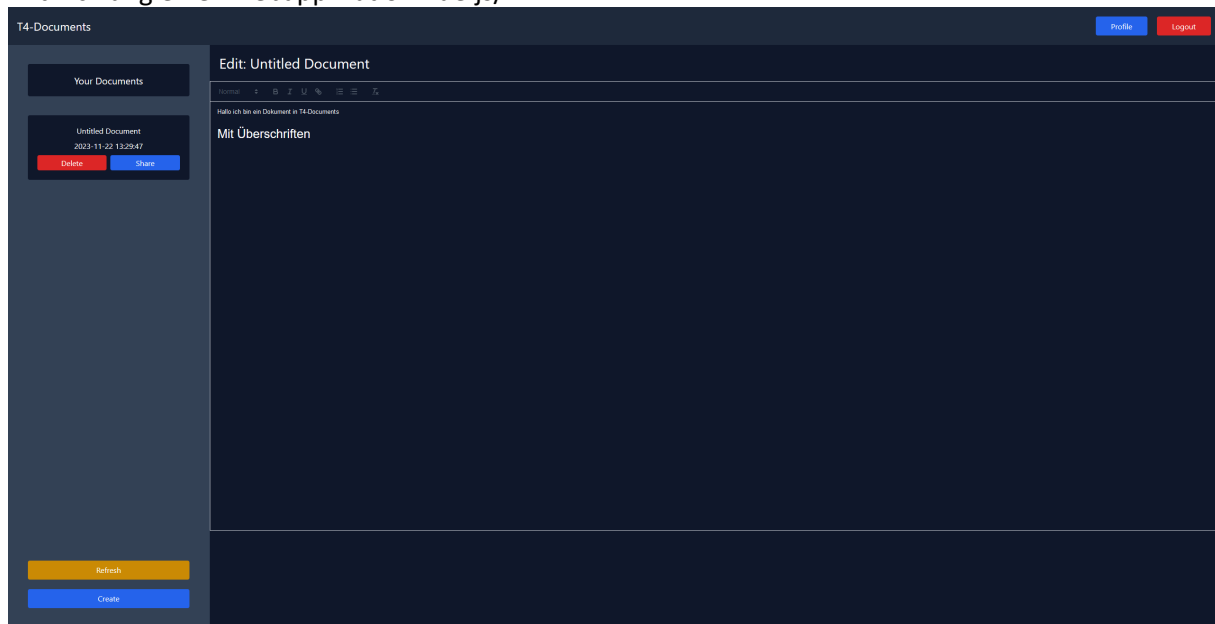 T4-Documents
Profile
Logout
Your Documents
Untitled Document
2023-11-22 13:29:47
Delete
Share
Refresh
Create
Edit: Untitled Document
Normal
B I U
Hallo ich bin ein Dokument in T4-Documents
Mit Überschriften